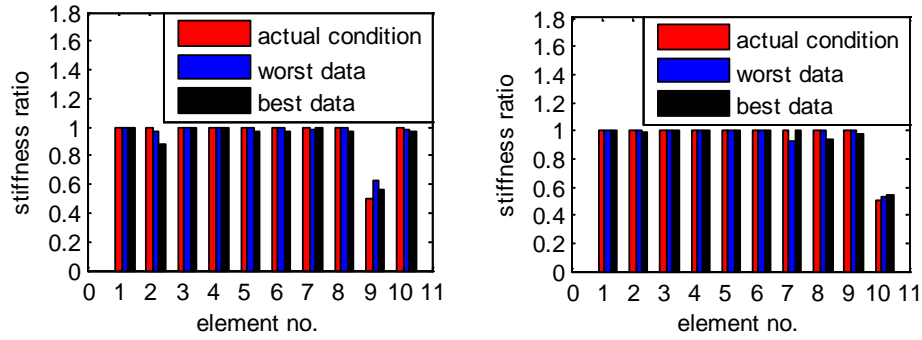 1.8
1.6
1.4
1.2
1
0.8
0.6
0.4
0.2
0
stiffness ratio
actual condition
worst data
best data
0 1 2 3 4 5 6 7 8 9 10 11
element no.
1.8
1.6
1.4
1.2
1
0.8
0.6
0.4
0.2
0
stiffness ratio
actual condition
worst data
best data
0 1 2 3 4 5 6 7 8 9 10 11
element no.